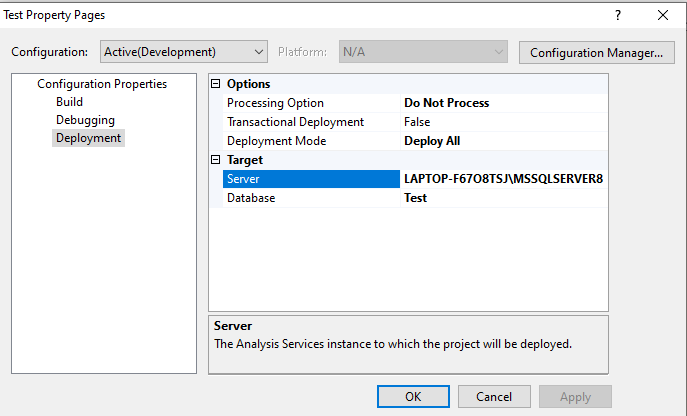 Test Property Pages
?
Configuration: Active(Development) Platform: N/A Configuration Manager...
Configuration Properties
Build
Debugging
Deployment
Options
Processing Option Do Not Process
Transactional Deployment False
Deployment Mode Deploy All
Target
Server LAPTOP-F67O8TSJ\MSSQLSERVER8
Database Test
Server
The Analysis Services instance to which the project will be deployed.
OK Cancel Apply